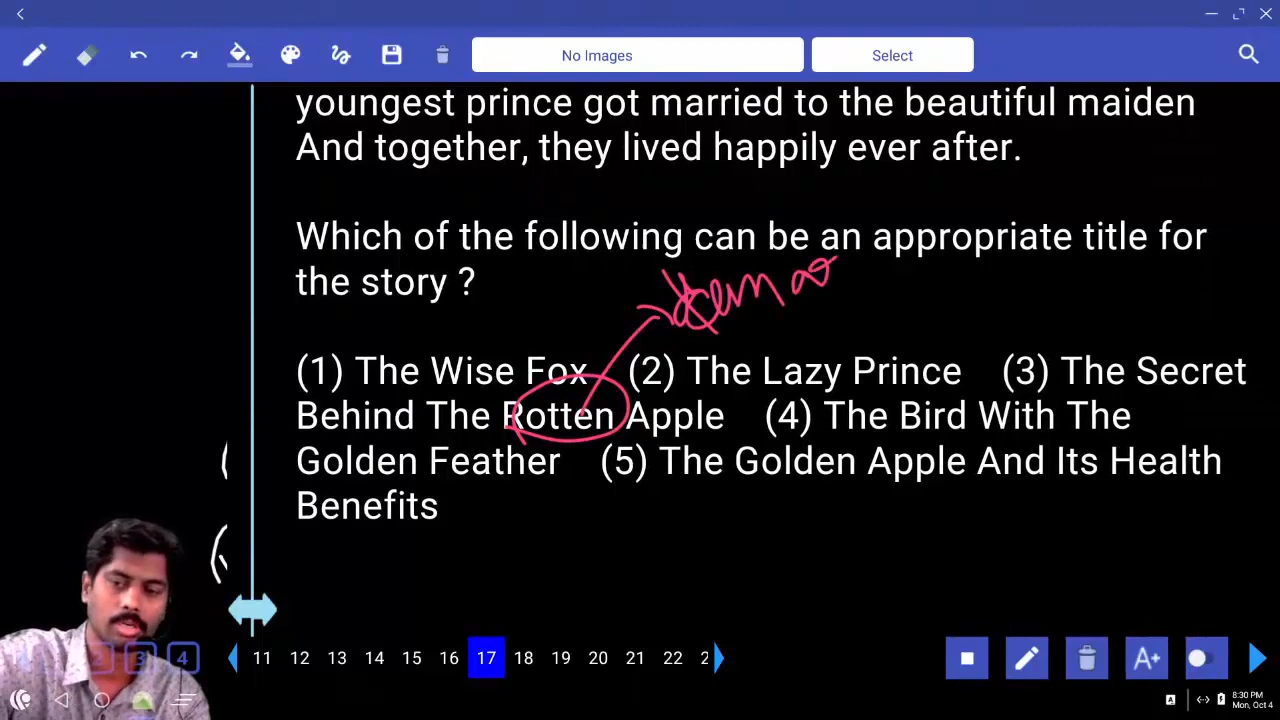 No Images
Select
youngest prince got married to the beautiful maiden
And together, they lived happily ever after.
Which of the following can be an appropriate title for
the story ?
(1) The Wise Fox (2) The Lazy Prince (3) The Secret
Behind The Rotten Apple (4) The Bird With The
Golden Feather (5) The Golden Apple And Its Health
Benefits
2 3 4
11 12 13 14 15 16 17 18 19 20 21 22 2
A+
A
8:30 PM
Mon, Oct 4